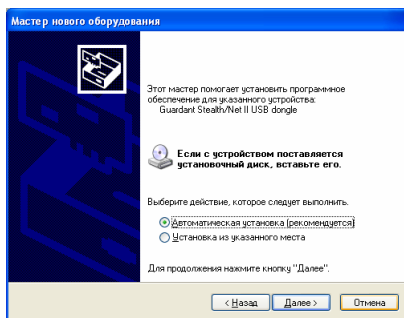 Мастер нового оборудования
Этот мастер помогает установить программное
обеспечение для указанного устройства:
Guardant Stealth/Net II USB dongle
Если с устройством поставляется
установочный диск, вставьте его.
Выберите действие, которое следует выполнить.
Автоматическая установка (рекомендуется)
Установка из указанного места
Для продолжения нажмите кнопку "Далее".
< Назад
Далее >
Отмена